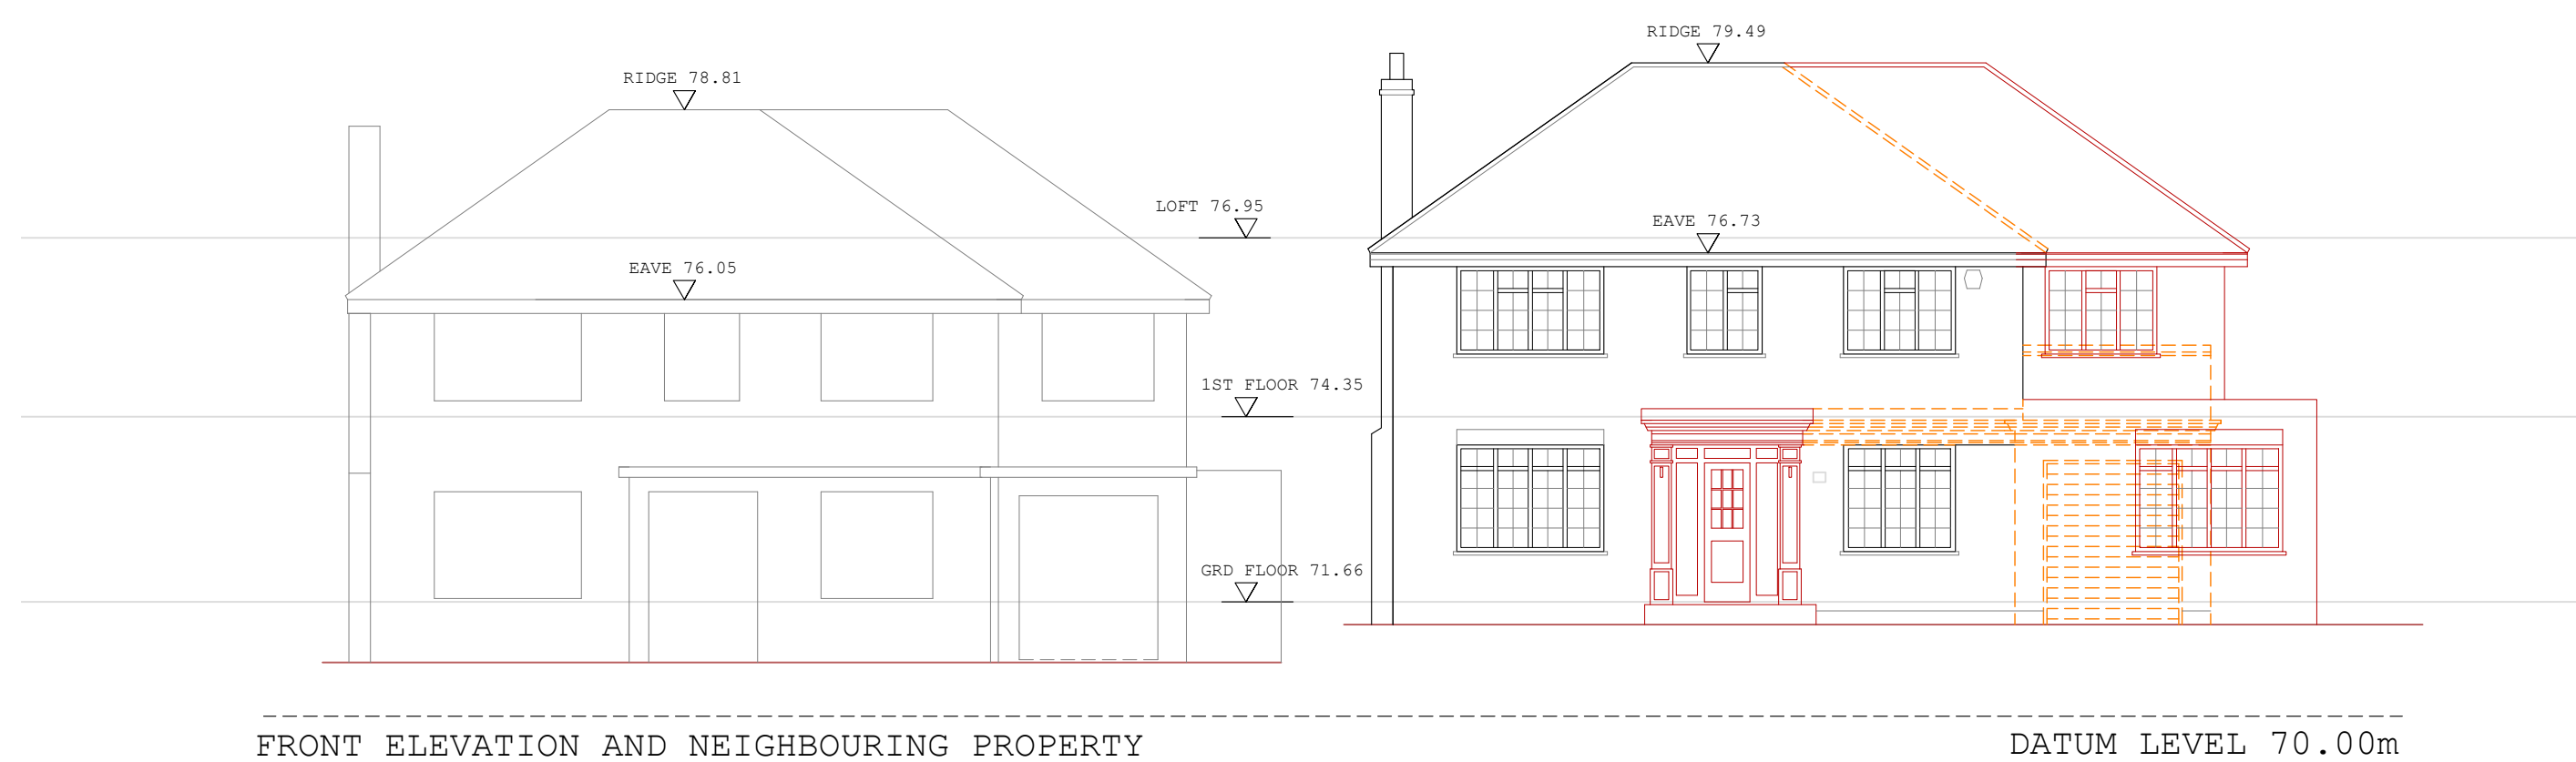 RIDGE 79.49
RIDGE 78.81
LOFT 76.95
EAVE 76.73
EAVE 76.05
1ST FLOOR 74.35
GRD FLOOR 71.66
FRONT ELEVATION AND NEIGHBOURING PROPERTY
DATUM LEVEL 70.00m